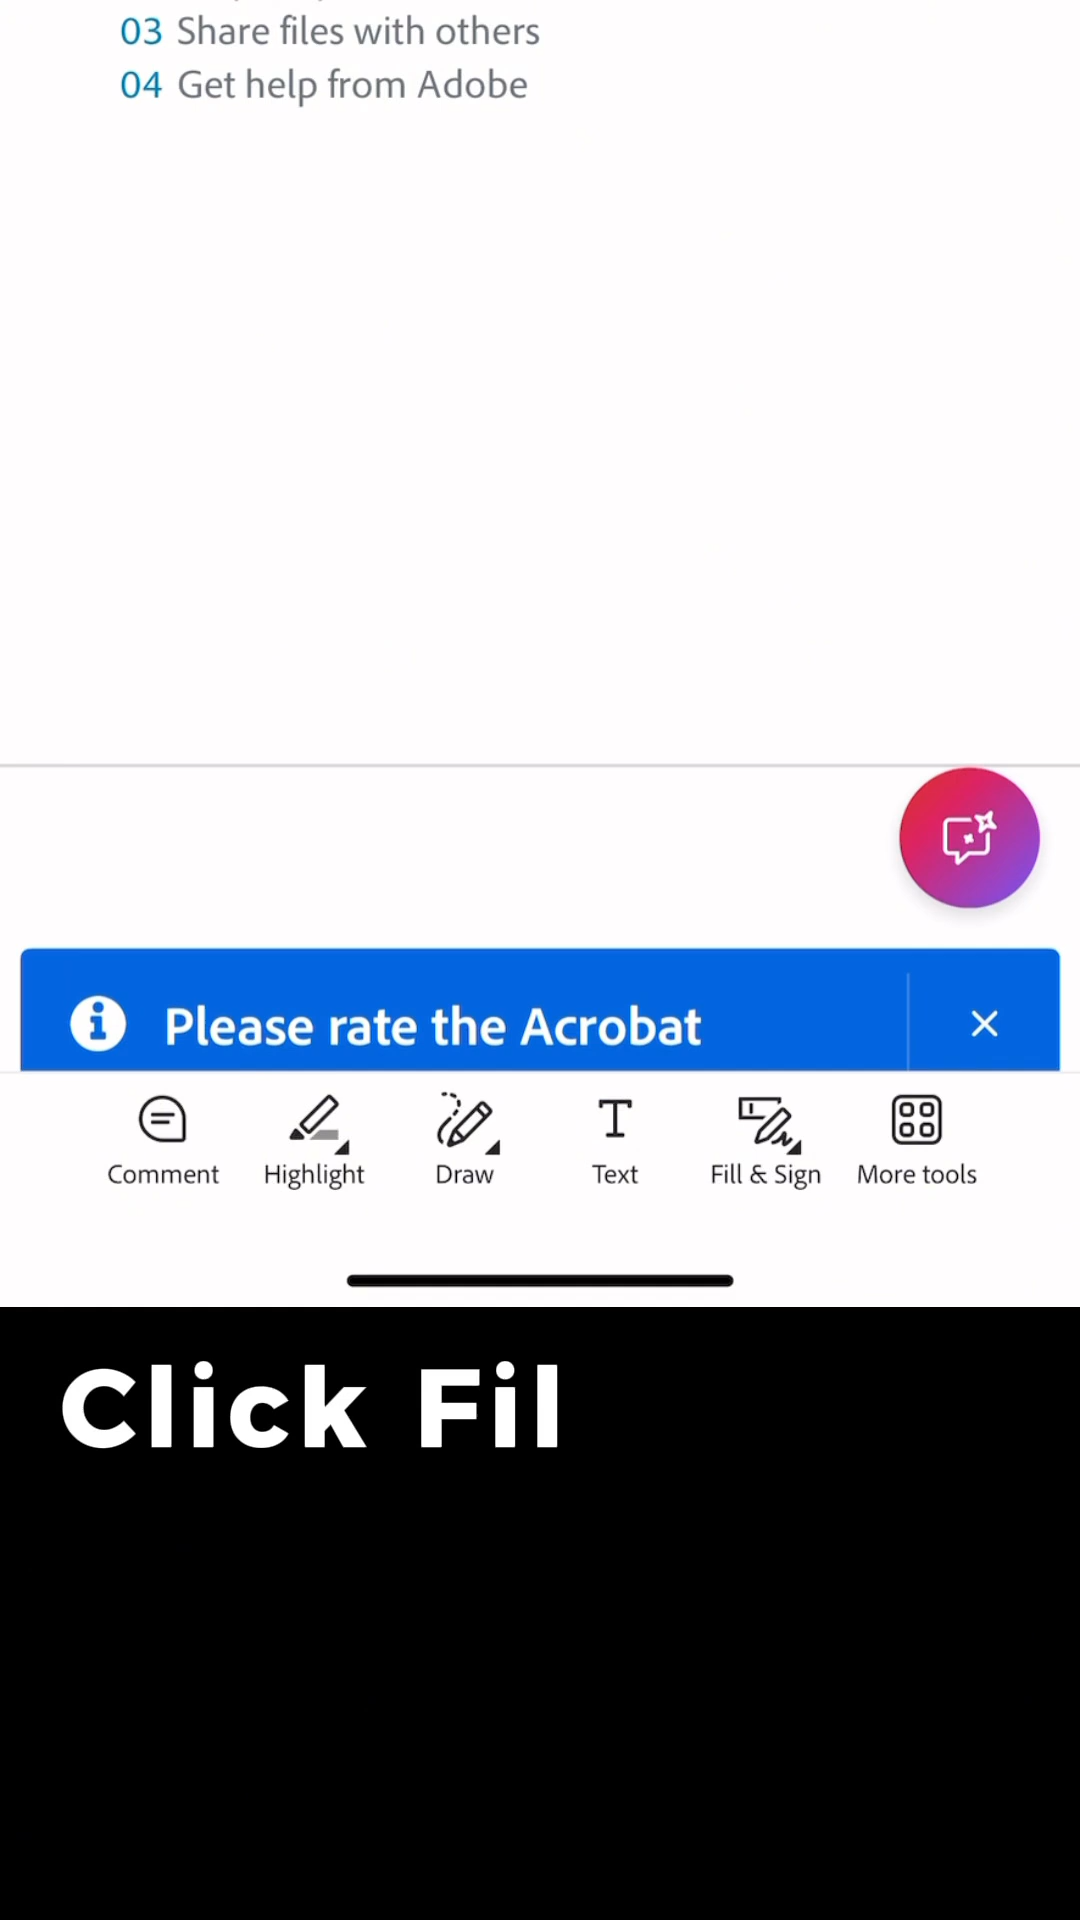 03 Share files with others
04 Get help from Adobe
Please rate the Acrobat
Comment
Highlight
Draw
Text
Fill & Sign
More tools
Click Fil